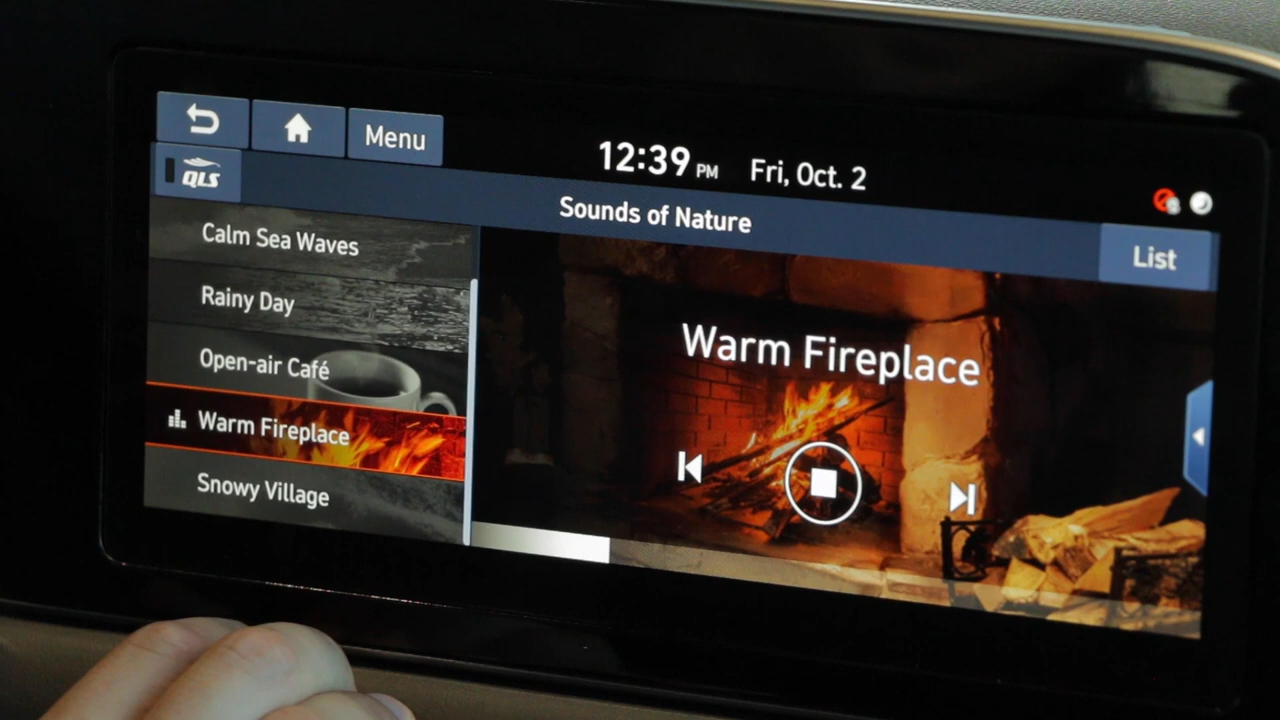 Menu
12:39 PM Fri, Oct. 2
QLS
Sounds of Nature
List
Calm Sea Waves
Rainy Day
Open-air Café
Warm Fireplace
Snowy Village
Warm Fireplace